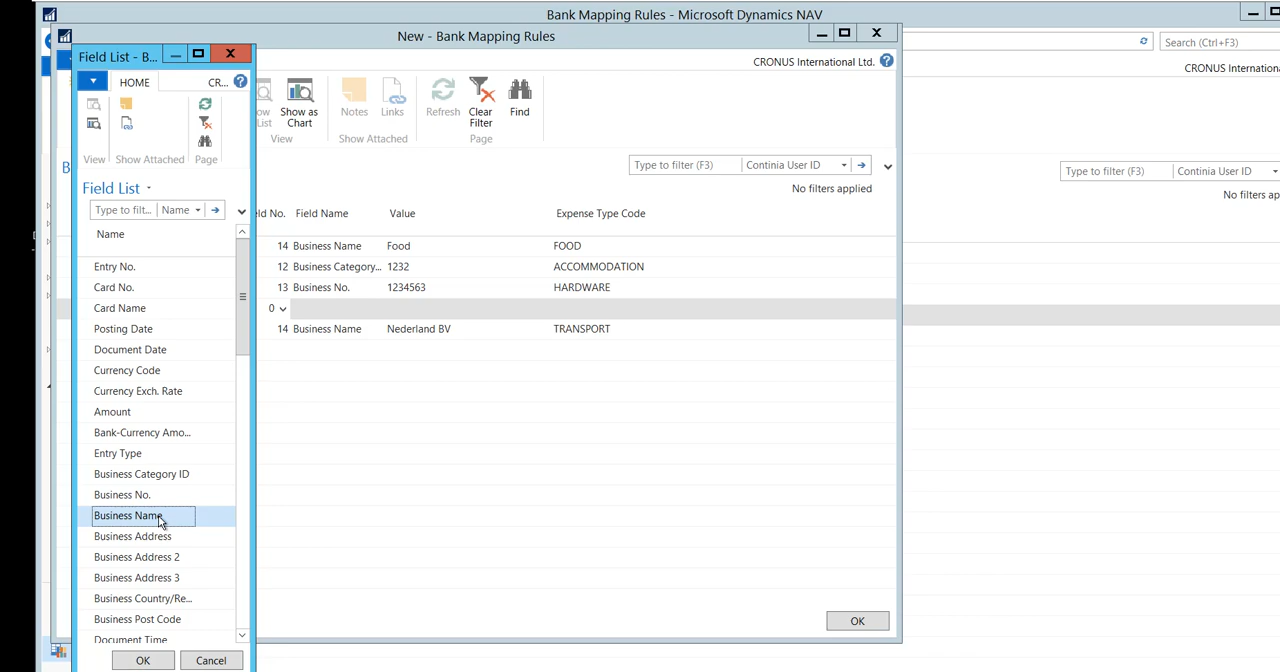 Bank Mapping Rules - Microsoft Dynamics NAV
New - Bank Mapping Rules
Search (Ctrl+F3)
CRONUS International Ltd.
CRONUS Internationa
Show as Chart
View
Notes
Links
Show Attached
Refresh
Clear Filter
Find
Page
Type to filter (F3)
Continia User ID
No filters applied
Type to filter (F3)
Continia User ID
No filters ap
Field No.
Field Name
Value
Expense Type Code
14 Business Name Food FOOD
12 Business Category... 1232 ACCOMMODATION
13 Business No. 1234563 HARDWARE
0
14 Business Name Nederland BV TRANSPORT
OK
Field List - B...
HOME
CR...
View
Show Attached
Page
Field List
Type to filt...
Name
Name
Entry No.
Card No.
Card Name
Posting Date
Document Date
Currency Code
Currency Exch. Rate
Amount
Bank-Currency Amo...
Entry Type
Business Category ID
Business No.
Business Name
Business Address
Business Address 2
Business Address 3
Business Country/Re...
Business Post Code
Document Time
OK
Cancel